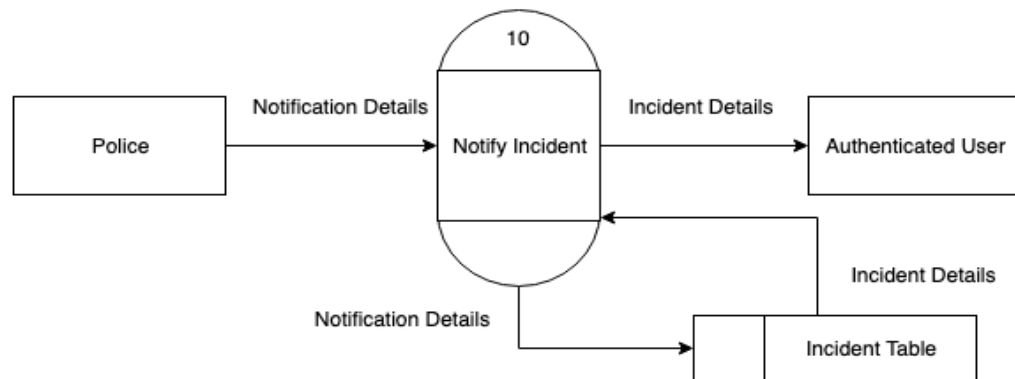 10
Notification Details
Incident Details
Police
Notify Incident
Authenticated User
Incident Details
Notification Details
Incident Table